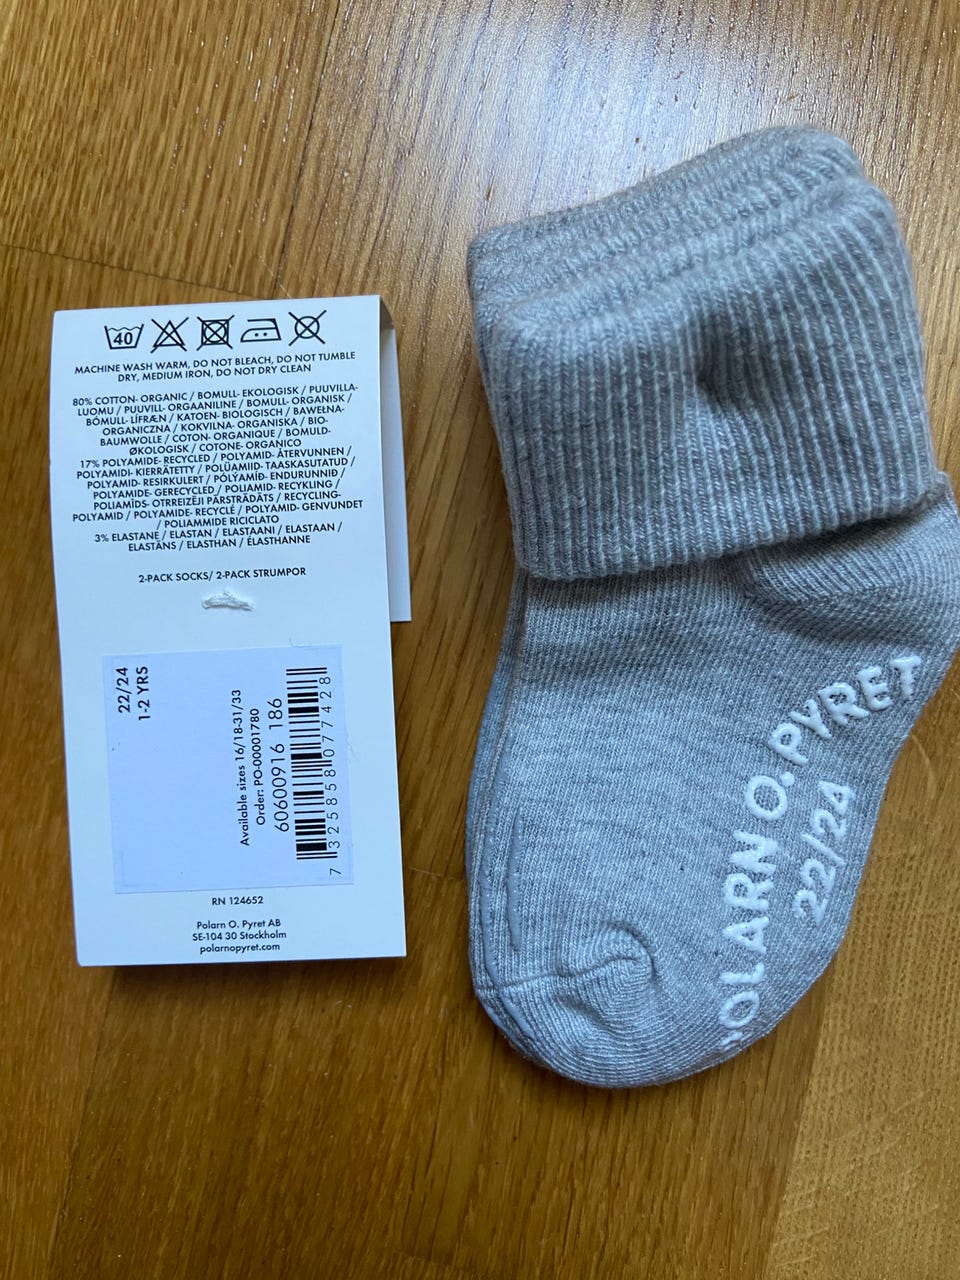 40
MACHINE WASH WARM, DO NOT BLEACH, DO NOT TUMBLE
DRY, MEDIUM IRON, DO NOT DRY CLEAN
80% COTTON- ORGANIC / BOMULL- EKOLOGISK / PUUVILLA-
LUOMU / PUUVILL- ORGAANILINE / BOMULL- ORGANISK /
BÓMULL- LÍFRÆN / KATOEN- BIOLOGISCH / BAWEŁNA-
ORGANICZNA / KOKVILNA- ORGANISKA / BIO-
BAUMWOLLE / COTON- ORGANIQUE / BOMULD-
ØKOLOGISK / COTONE- ORGANICO
17% POLYAMIDE- RECYCLED / POLYAMID- ÅTERVUNNEN /
POLYAMIDI- KIERRÄTETTY / POLÜAMIID- TAASKASUTATUD /
POLYAMID- RESIRKULERT / PÓLÝAMÍÐ- ENDURUNNIÐ /
POLYAMIDE- GERECYCLED / POLIAMID- RECYKLING /
POLIAMĪDS- OTRREIZĒJI PĀRSTRĀDĀTS / RECYCLING-
POLYAMID / POLYAMIDE- RECYCLÉ / POLYAMID- GENVUNDET
/ POLIAMMIDE RICICLATO
3% ELASTANE / ELASTAN / ELASTAANI / ELASTAAN /
ELASTĀNS / ELASTHAN / ÉLASTHANNE
2-PACK SOCKS/ 2-PACK STRUMPOR
22/24
1-2 YRS
Available sizes 16/18-31/33
Order: PO-00001780
60600916 186
7325858077428
RN 124652
Polarn O. Pyret AB
SE-104 30 Stockholm
polarnopyret.com
POLARN O. PYRET
22/24